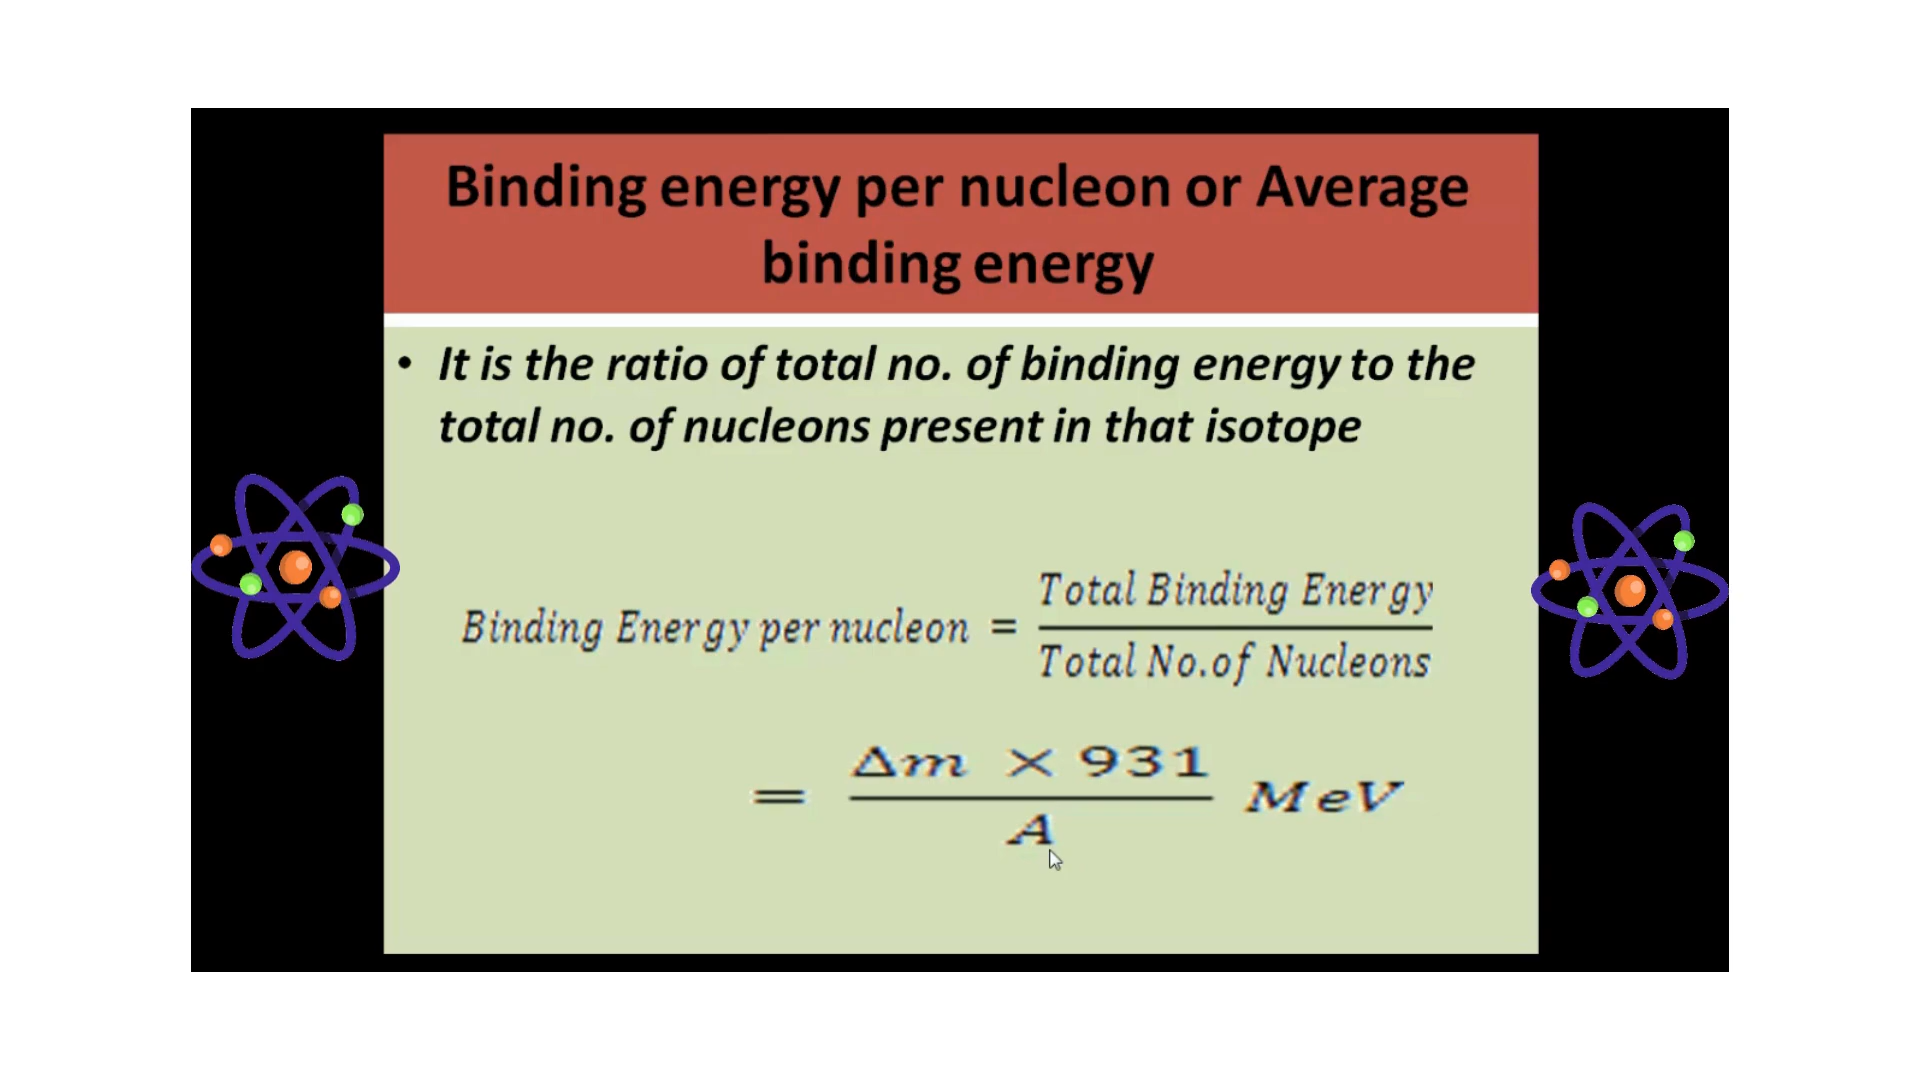 Binding energy per nucleon or Average
binding energy
• It is the ratio of total no. of binding energy to the
total no. of nucleons present in that isotope
Binding Energy per nucleon = Total Binding Energy / Total No.of Nucleons
= Δm × 931 / A MeV